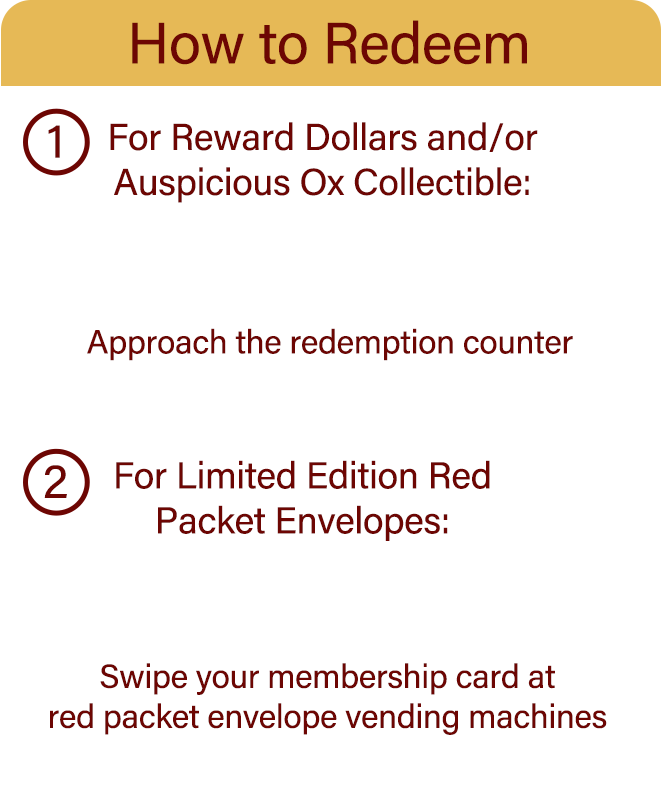 How to Redeem
1 For Reward Dollars and/or
Auspicious Ox Collectible:
Approach the redemption counter
2 For Limited Edition Red
Packet Envelopes:
Swipe your membership card at
red packet envelope vending machines